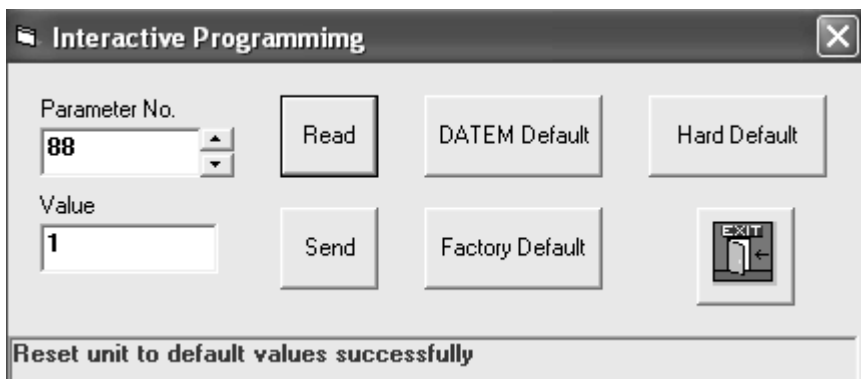 Interactive Programmimg
Parameter No.
88
Read
DATEM Default
Hard Default
Value
1
Send
Factory Default
EXIT
Reset unit to default values successfully